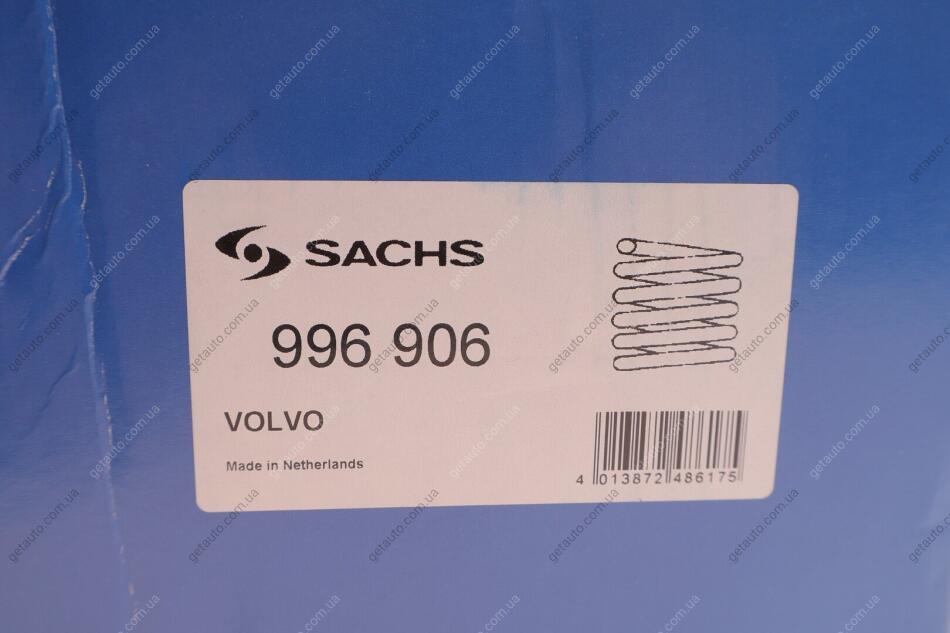 SACHS
996 906
VOLVO
Made in Netherlands
4 013872 486175
getauto.com.ua